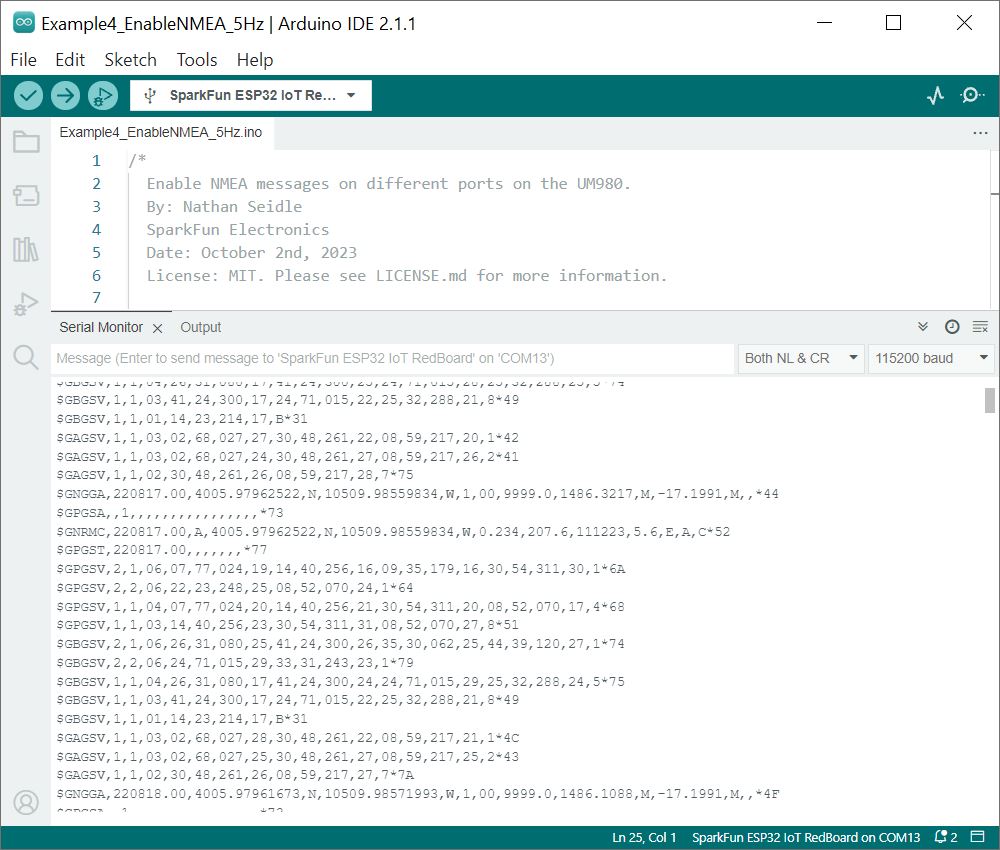 Example4_EnableNMEA_5Hz | Arduino IDE 2.1.1
File Edit Sketch Tools Help
SparkFun ESP32 IoT Re...
Example4_EnableNMEA_5Hz.ino
1 /*
2 Enable NMEA messages on different ports on the UM980.
3 By: Nathan Seidle
4 SparkFun Electronics
5 Date: October 2nd, 2023
6 License: MIT. Please see LICENSE.md for more information.
7
Serial Monitor Output
Message (Enter to send message to 'SparkFun ESP32 IoT RedBoard' on 'COM13') Both NL & CR 115200 baud
$GBGSV,1,1,03,41,24,300,17,24,71,015,22,25,32,288,21,8*49
$GBGSV,1,1,01,14,23,214,17,B*31
$GAGSV,1,1,03,02,68,027,27,30,48,261,22,08,59,217,20,1*42
$GAGSV,1,1,03,02,68,027,24,30,48,261,27,08,59,217,26,2*41
$GAGSV,1,1,02,30,48,261,26,08,59,217,28,7*75
$GNGGA,220817.00,4005.97962522,N,10509.98559834,W,1,00,9999.0,1486.3217,M,-17.1991,M,,*44
$GPGSA,,1,,,,,,,,,,,,,,,,*73
$GNRMC,220817.00,A,4005.97962522,N,10509.98559834,W,0.234,207.6,111223,5.6,E,A,C*52
$GPGST,220817.00,,,,,,,*77
$GPGSV,2,1,06,07,77,024,19,14,40,256,16,09,35,179,16,30,54,311,30,1*6A
$GPGSV,2,2,06,22,23,248,25,08,52,070,24,1*64
$GPGSV,1,1,04,07,77,024,20,14,40,256,21,30,54,311,20,08,52,070,17,4*68
$GPGSV,1,1,03,14,40,256,23,30,54,311,31,08,52,070,27,8*51
$GBGSV,2,1,06,26,31,080,25,41,24,300,26,35,30,062,25,44,39,120,27,1*74
$GBGSV,2,2,06,24,71,015,29,33,31,243,23,1*79
$GBGSV,1,1,04,26,31,080,17,41,24,300,24,24,71,015,29,25,32,288,24,5*75
$GBGSV,1,1,03,41,24,300,17,24,71,015,22,25,32,288,21,8*49
$GBGSV,1,1,01,14,23,214,17,B*31
$GAGSV,1,1,03,02,68,027,28,30,48,261,22,08,59,217,21,1*4C
$GAGSV,1,1,03,02,68,027,25,30,48,261,27,08,59,217,25,2*43
$GAGSV,1,1,02,30,48,261,26,08,59,217,27,7*7A
$GNGGA,220818.00,4005.97961673,N,10509.98571993,W,1,00,9999.0,1486.1088,M,-17.1991,M,,*4F
Ln 25, Col 1 SparkFun ESP32 IoT RedBoard on COM13 2